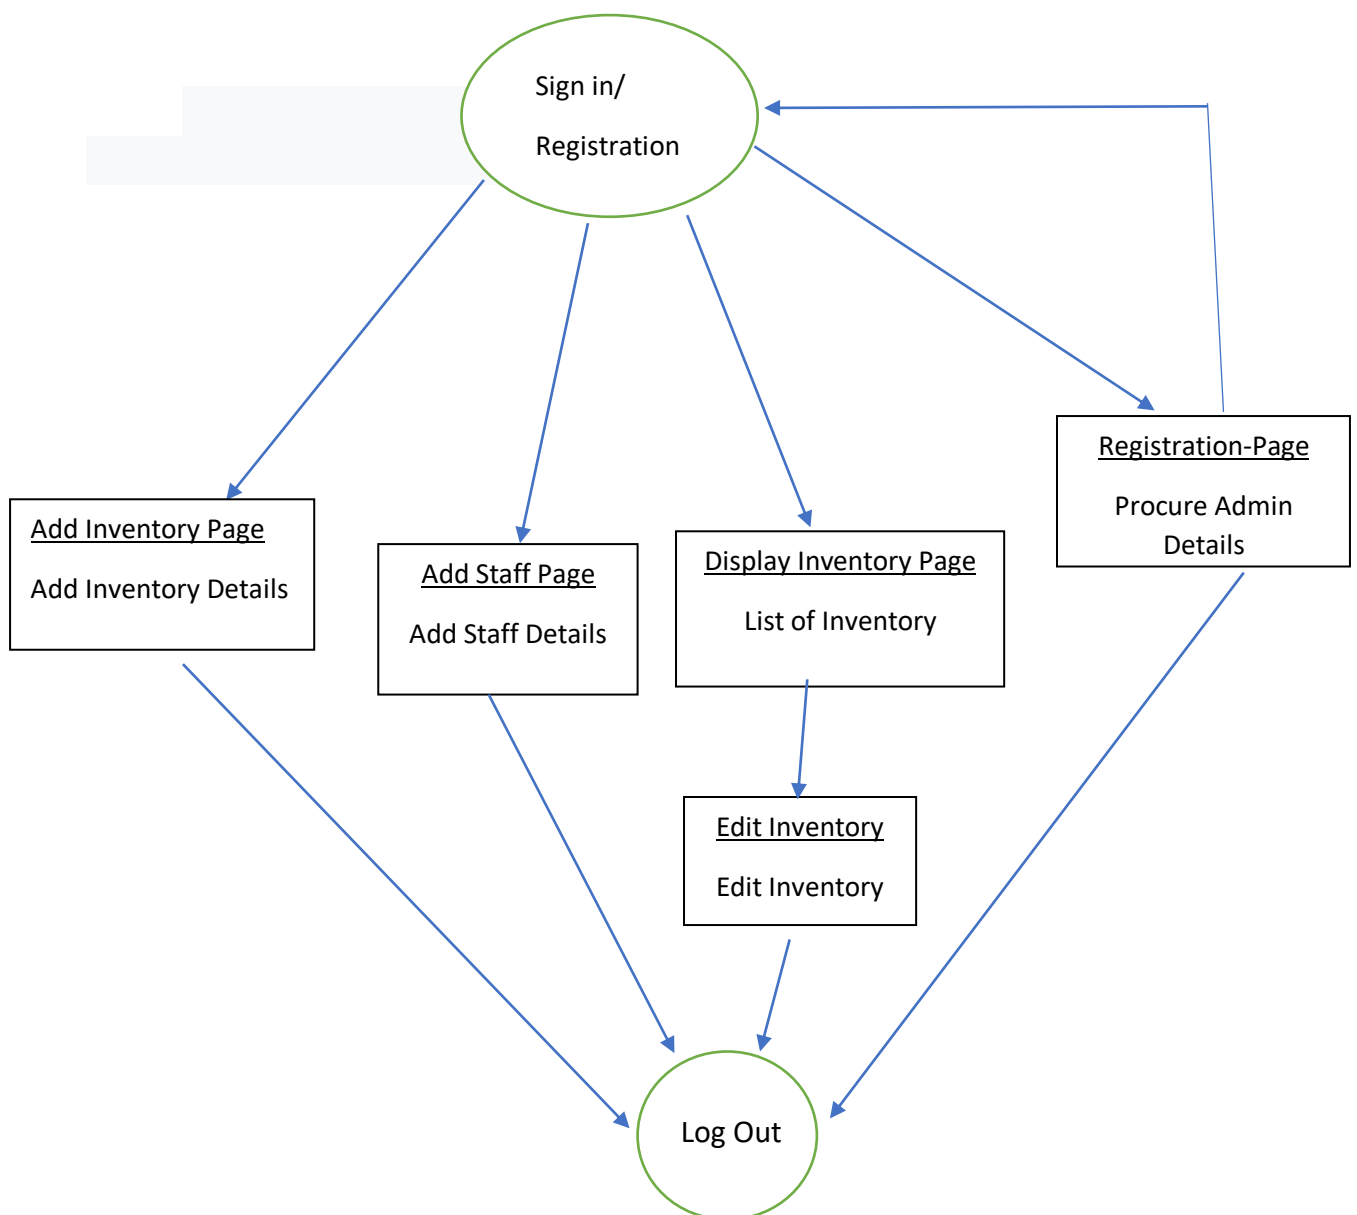 Sign in/
Registration
Registration-Page
Procure Admin
Details
Add Inventory Page
Add Inventory Details
Add Staff Page
Add Staff Details
Display Inventory Page
List of Inventory
Edit Inventory
Edit Inventory
Log Out